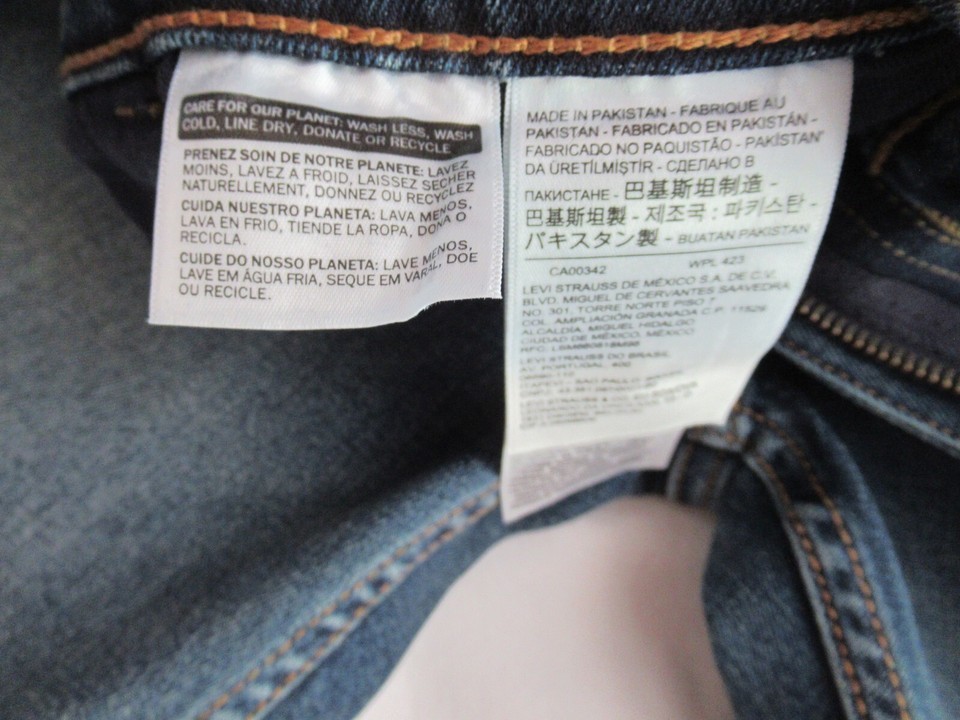 CARE FOR OUR PLANET: WASH LESS, WASH
COLD, LINE DRY, DONATE OR RECYCLE
PRENEZ SOIN DE NOTRE PLANETE: LAVEZ
MOINS, LAVEZ A FROID, LAISSEZ SECHER
NATURELLEMENT, DONNEZ OU RECYCLEZ
CUIDA NUESTRO PLANETA: LAVA MENOS,
LAVA EN FRIO, TIENDE LA ROPA, DONA O
RECICLA.
CUIDE DO NOSSO PLANETA: LAVE MENOS,
LAVE EM ÁGUA FRIA, SEQUE EM VARAL, DOE
OU RECICLE.
MADE IN PAKISTAN - FABRIQUE AU
PAKISTAN - FABRICADO EN PAKISTÁN -
FABRICADO NO PAQUISTÃO - PAKİSTAN'
DA ÜRETİLMİŞTİR - СДЕЛАНО В
ПАКИСТАНЕ - 巴基斯坦制造 -
巴基斯坦製 - 제조국 : 파키스탄 -
パキスタン製 - BUATAN PAKISTAN
CA00342 WPL 423
LEVI STRAUSS DE MÉXICO S.A. DE C.V.
BLVD. MIGUEL DE CERVANTES SAAVEDRA
NO. 301, TORRE NORTE PISO 7
COL. AMPLIACIÓN GRANADA C.P. 11529
ALCALDÍA, MIGUEL HIDALGO
CIUDAD DE MÉXICO, MÉXICO
LEVI STRAUSS DO BRASIL
AV. PORTUGAL, 400